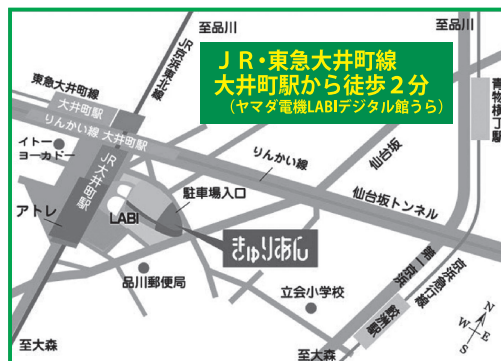 至品川
至品川
JR京浜東北線
JR・東急大井町線
大井町駅から徒歩2分
(ヤマダ電機LABIデジタル館うら)
東急大井町線
大井町駅
りんかい線 大井町駅
青物横丁駅
イトー
ヨーカドー
JR大井町駅
りんかい線
仙台坂
駐車場入口
仙台坂トンネル
アトレ
LABI
きゅりあん
品川郵便局
立会小学校
第一京浜
京浜急行線
鮫洲駅
至大森
至大森
N
W
E
S